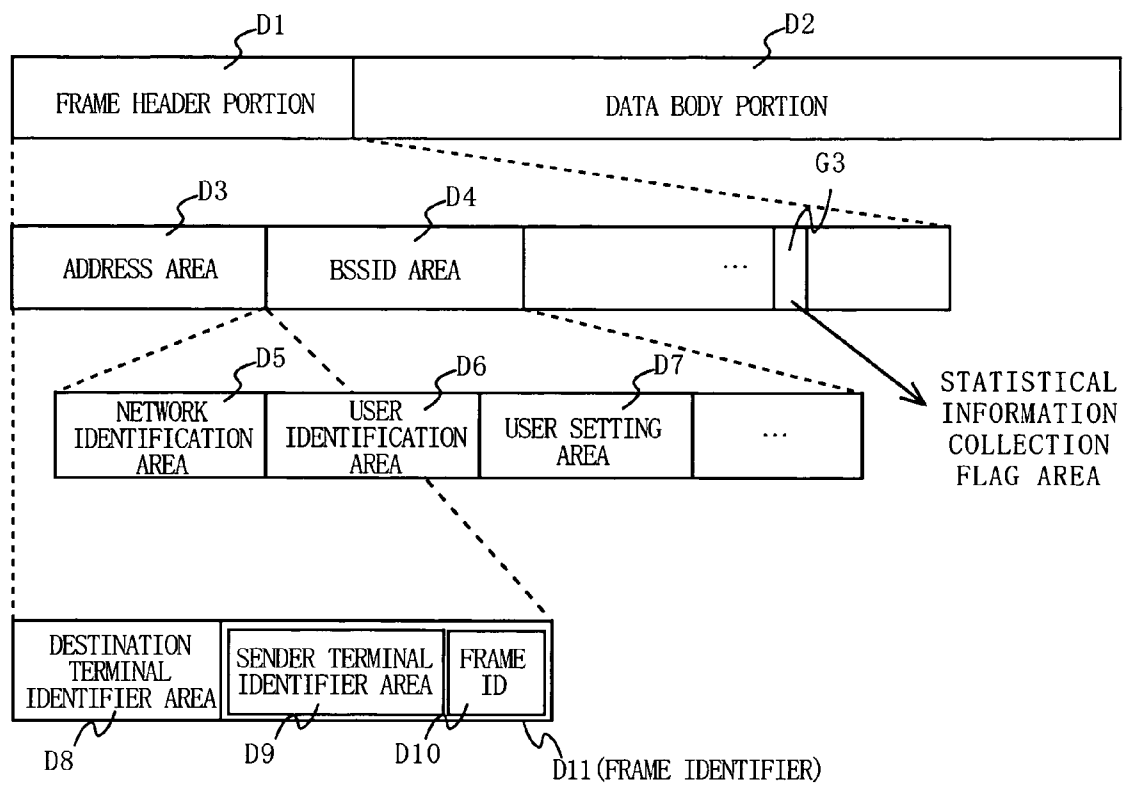 D1
D2
FRAME HEADER PORTION
DATA BODY PORTION
G3
D3
D4
ADDRESS AREA
BSSID AREA
...
D5
D6
D7
NETWORK
IDENTIFICATION
AREA
USER
IDENTIFICATION
AREA
USER SETTING
AREA
...
STATISTICAL
INFORMATION
COLLECTION
FLAG AREA
DESTINATION
TERMINAL
IDENTIFIER AREA
SENDER TERMINAL
IDENTIFIER AREA
FRAME
ID
D8
D9
D10
D11(FRAME IDENTIFIER)